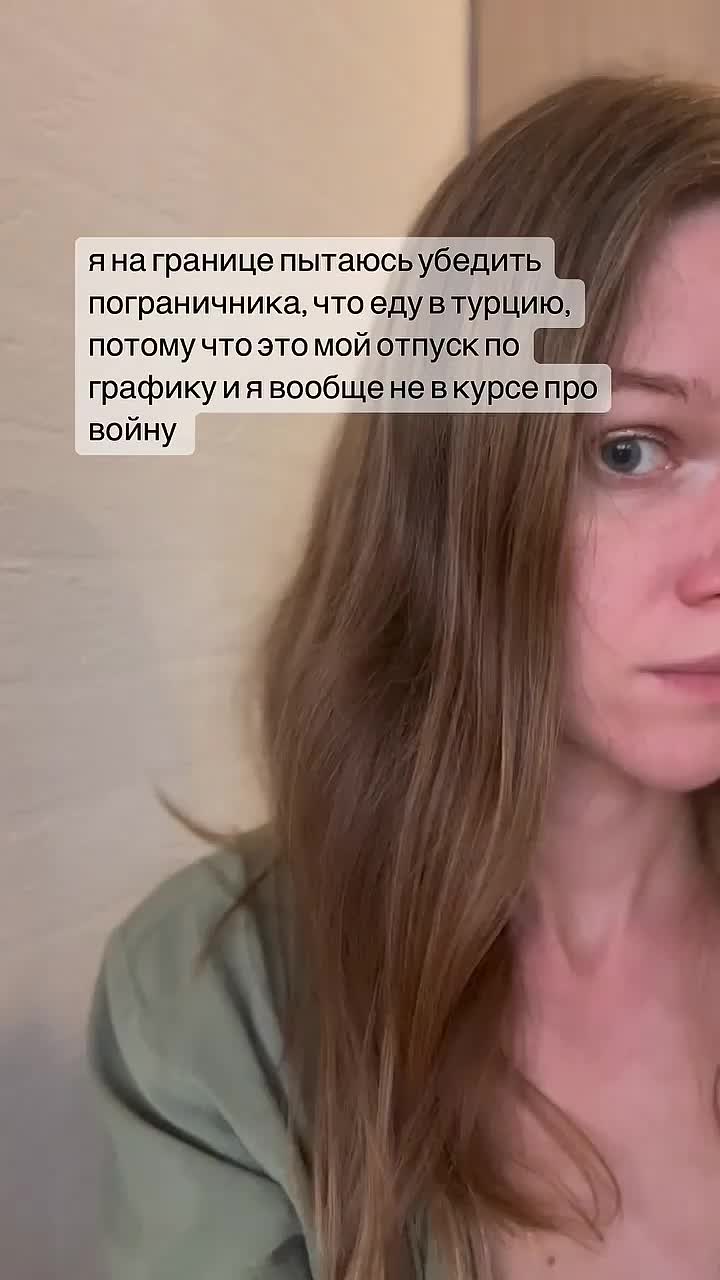 я на границе пытаюсь убедить
пограничника, что еду в турцию,
потому что это мой отпуск по
графику и я вообще не в курсе про
войну